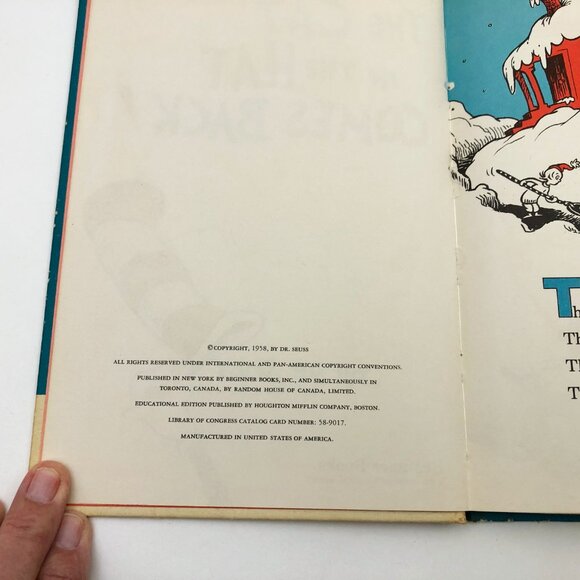 ©COPYRIGHT, 1958, BY DR. SEUSS
ALL RIGHTS RESERVED UNDER INTERNATIONAL AND PAN-AMERICAN COPYRIGHT CONVENTIONS.
PUBLISHED IN NEW YORK BY BEGINNER BOOKS, INC., AND SIMULTANEOUSLY IN
TORONTO, CANADA, BY RANDOM HOUSE OF CANADA, LIMITED.
EDUCATIONAL EDITION PUBLISHED BY HOUGHTON MIFFLIN COMPANY, BOSTON.
LIBRARY OF CONGRESS CATALOG CARD NUMBER: 58-9017.
MANUFACTURED IN UNITED STATES OF AMERICA.